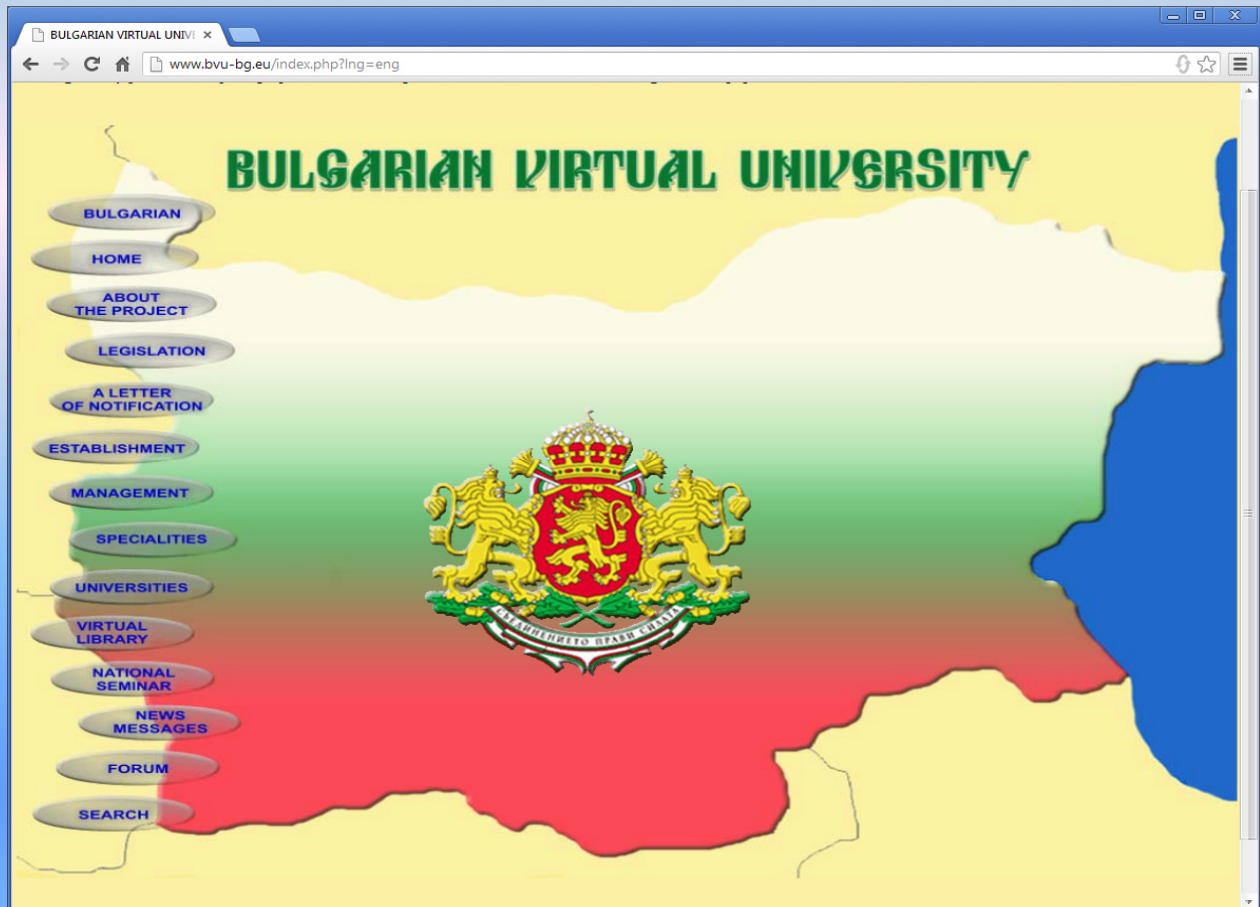 BULGARIAN VIRTUAL UNIVE
www.bvu-bg.eu/index.php?lng=eng
BULGARIAN VIRTUAL UNIVERSITY
BULGARIAN
HOME
ABOUT
THE PROJECT
LEGISLATION
A LETTER
OF NOTIFICATION
ESTABLISHMENT
MANAGEMENT
SPECIALITIES
UNIVERSITIES
VIRTUAL
LIBRARY
NATIONAL
SEMINAR
NEWS
MESSAGES
FORUM
SEARCH
СЪЕДИНЕНИЕТО ПРАВИ СИЛАТА